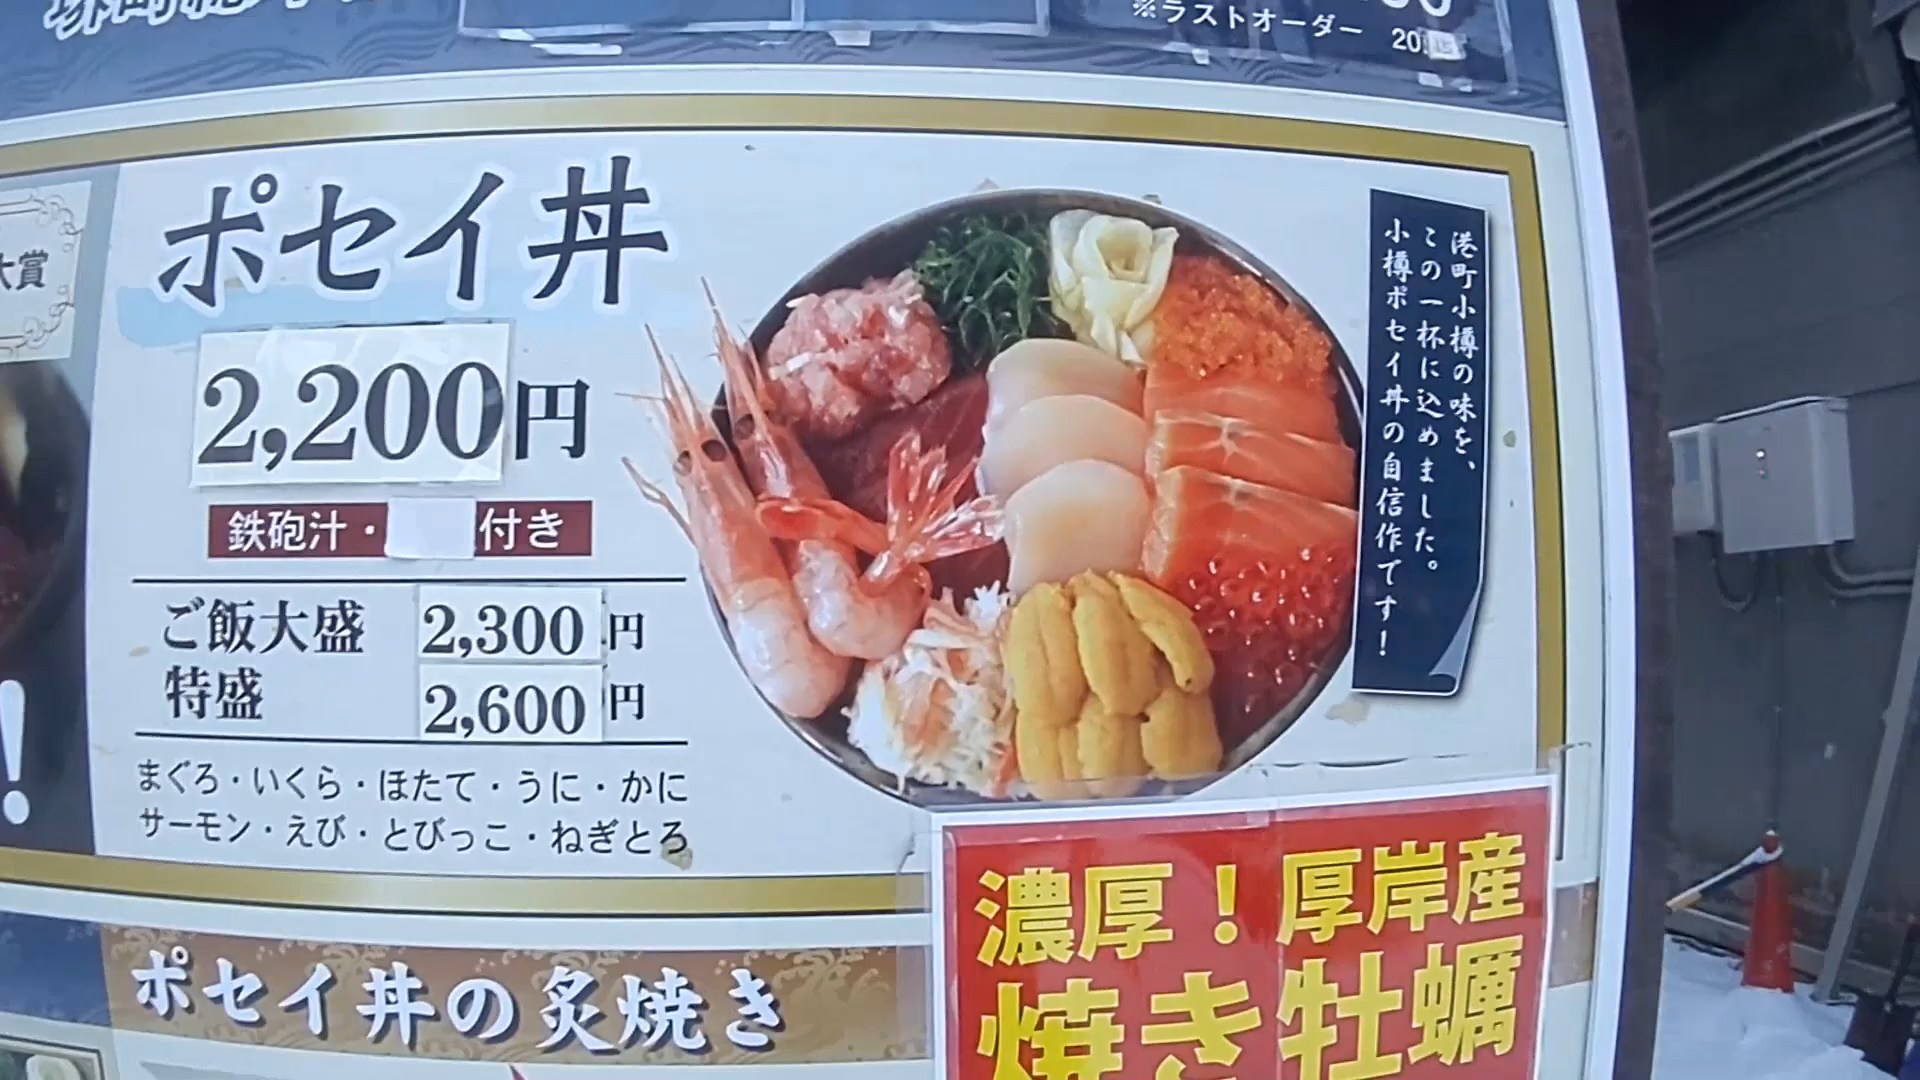 ※ラストオーダー
大賞
ポセイ丼
2,200円
鉄砲汁・
付き
ご飯大盛 2,300円
特盛 2,600円
まぐろ・いくら・ほたて・うに・かに
サーモン・えび・とびっこ・ねぎとろ
港町小樽の味を、
この一杯に込めました。
小樽ポセイ丼の自信作です!
!
濃厚!厚岸産
焼き牡蠣
ポセイ丼の炙焼き